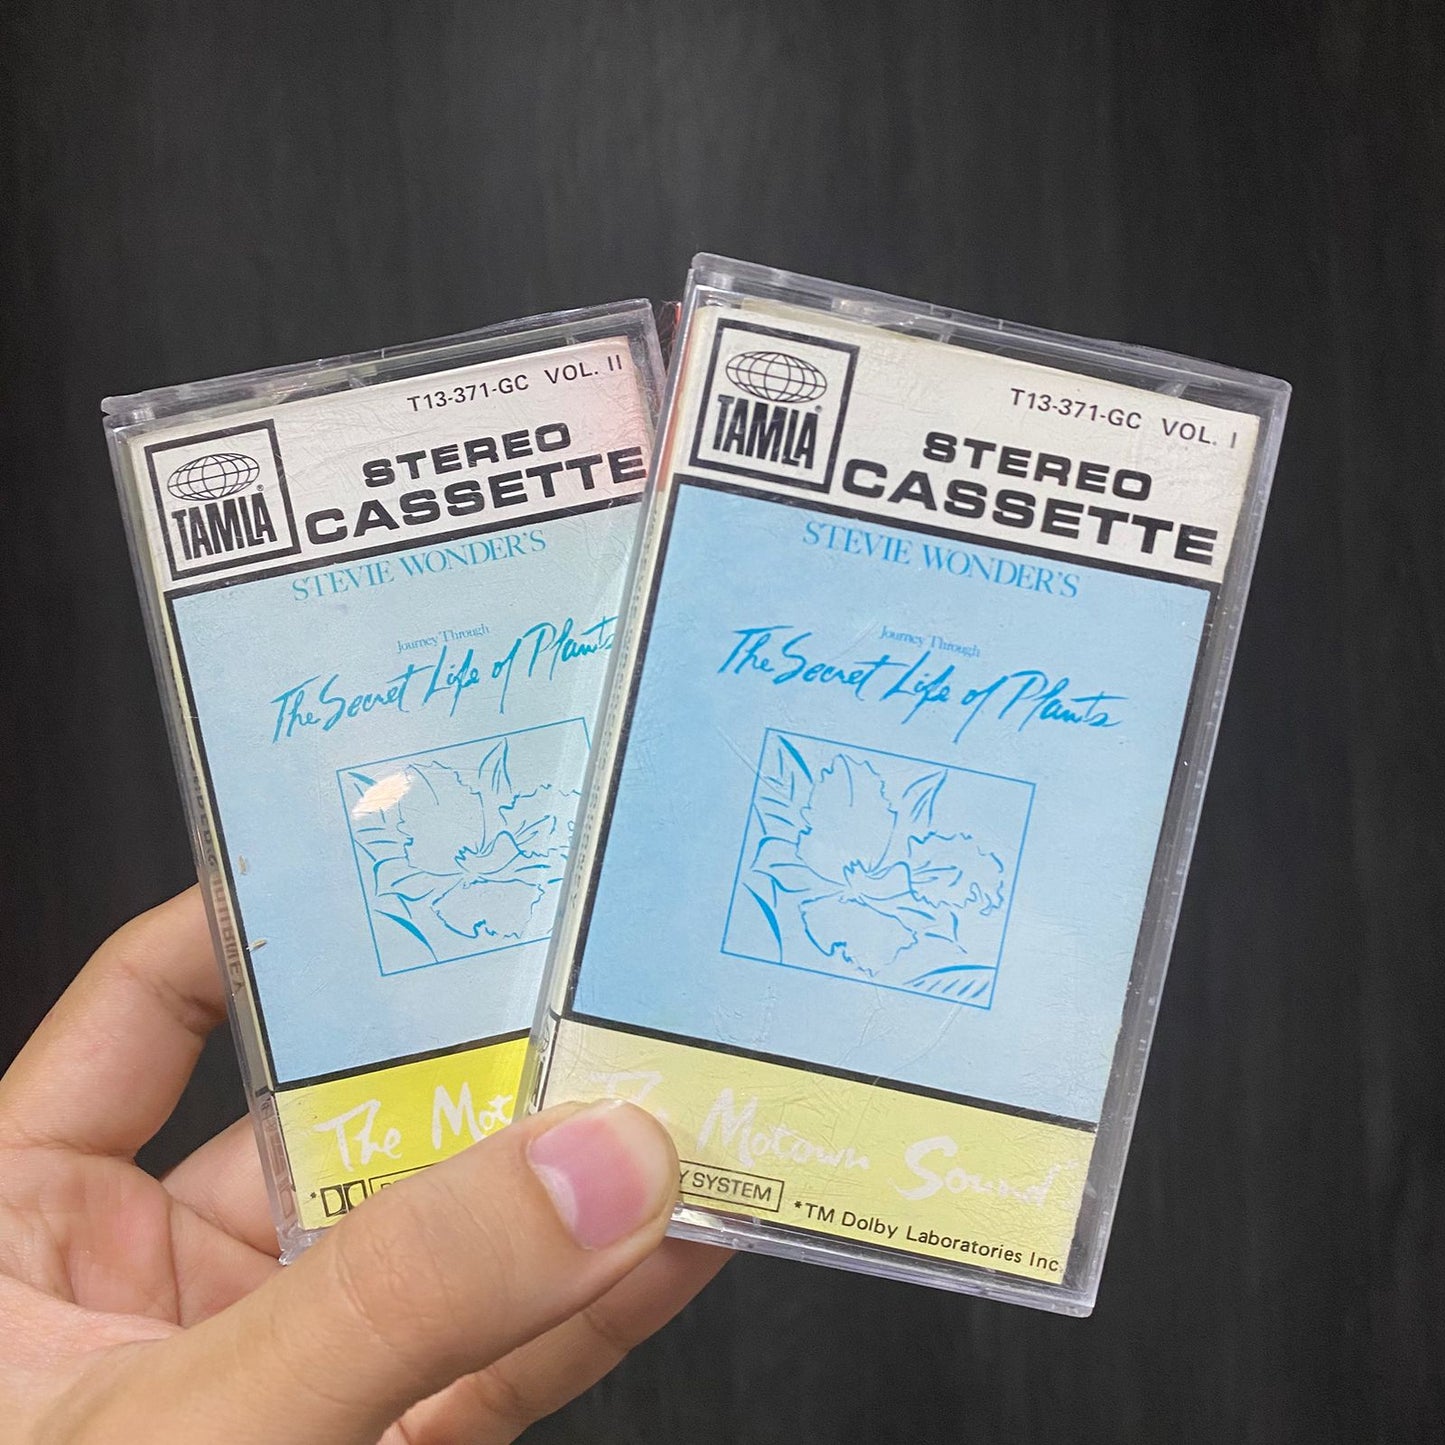 T13-371-GC VOL. II
TAMLA®
STEREO
CASSETTE
STEVIE WONDER'S
Journey Through
The Secret Life of Plants
The
T13-371-GC VOL. I
TAMLA®
STEREO
CASSETTE
STEVIE WONDER'S
Journey Through
The Secret Life of Plants
Motown Sound
SYSTEM
*TM Dolby Laboratories Inc.